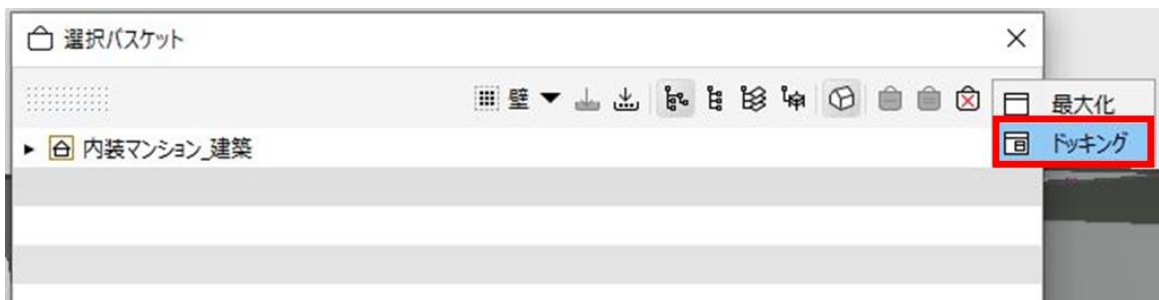 選択バスケット
壁
最大化
ドッキング
内装マンション_建築